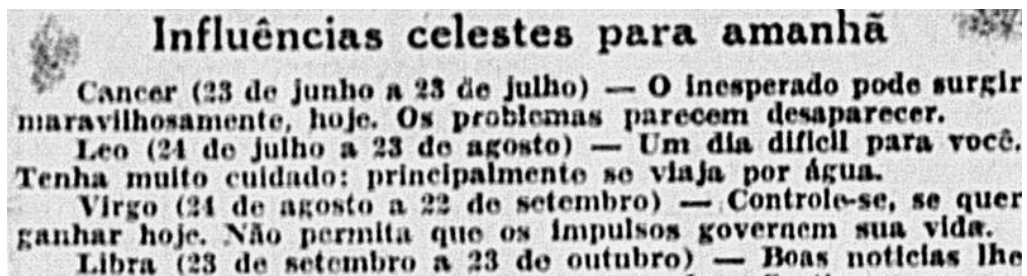 Influências celestes para amanhã
Cancer (23 de junho a 23 de julho) — O inesperado pode surgir
maravilhosamente, hoje. Os problemas parecem desaparecer.
Leo (24 de julho a 23 de agosto) — Um dia difícil para você.
Tenha muito cuidado: principalmente se viaja por água.
Virgo (24 de agosto a 22 de setembro) — Controle-se, se quer
ganhar hoje. Não permita que os impulsos governem sua vida.
Libra (23 de setembro a 23 de outubro) — Boas notícias lhe